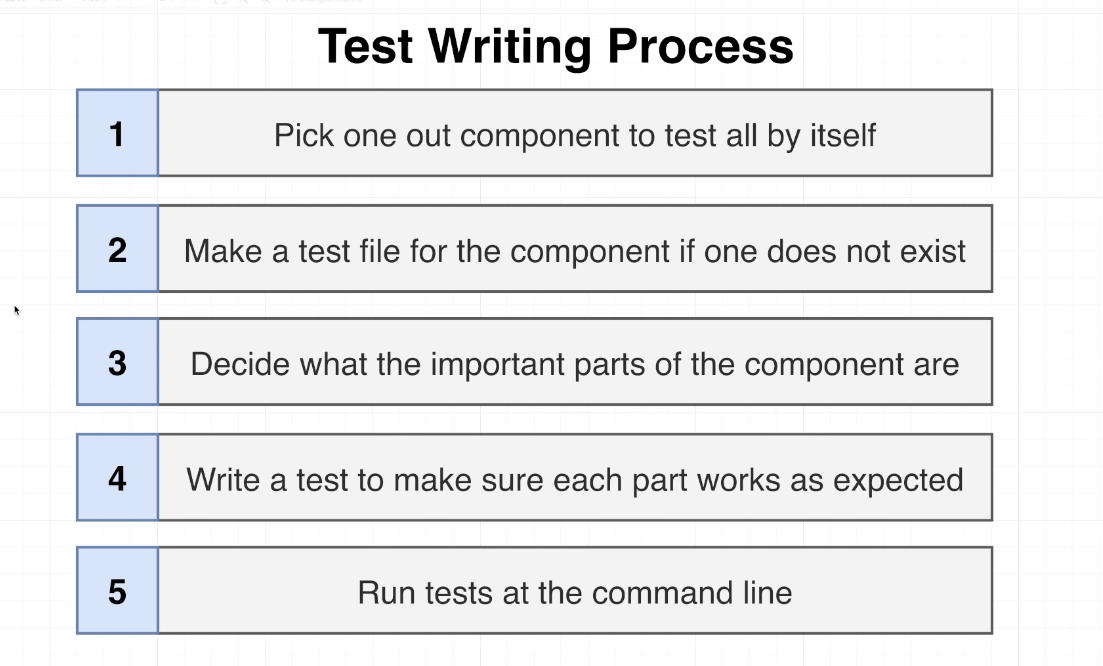 Test Writing Process
1
Pick one out component to test all by itself
2
Make a test file for the component if one does not exist
3
Decide what the important parts of the component are
4
Write a test to make sure each part works as expected
5
Run tests at the command line